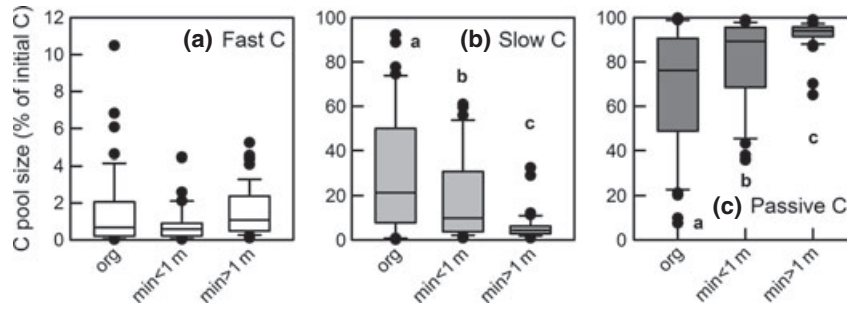 C pool size (% of initial C)
12
10
8
6
4
2
0
(a) Fast C
org
min<1 m
min>1 m
100
80
60
40
20
0
(b) Slow C
a
b
c
org
min<1 m
min>1 m
100
80
60
40
20
0
a
b
c
(c) Passive C
org
min<1 m
min>1 m